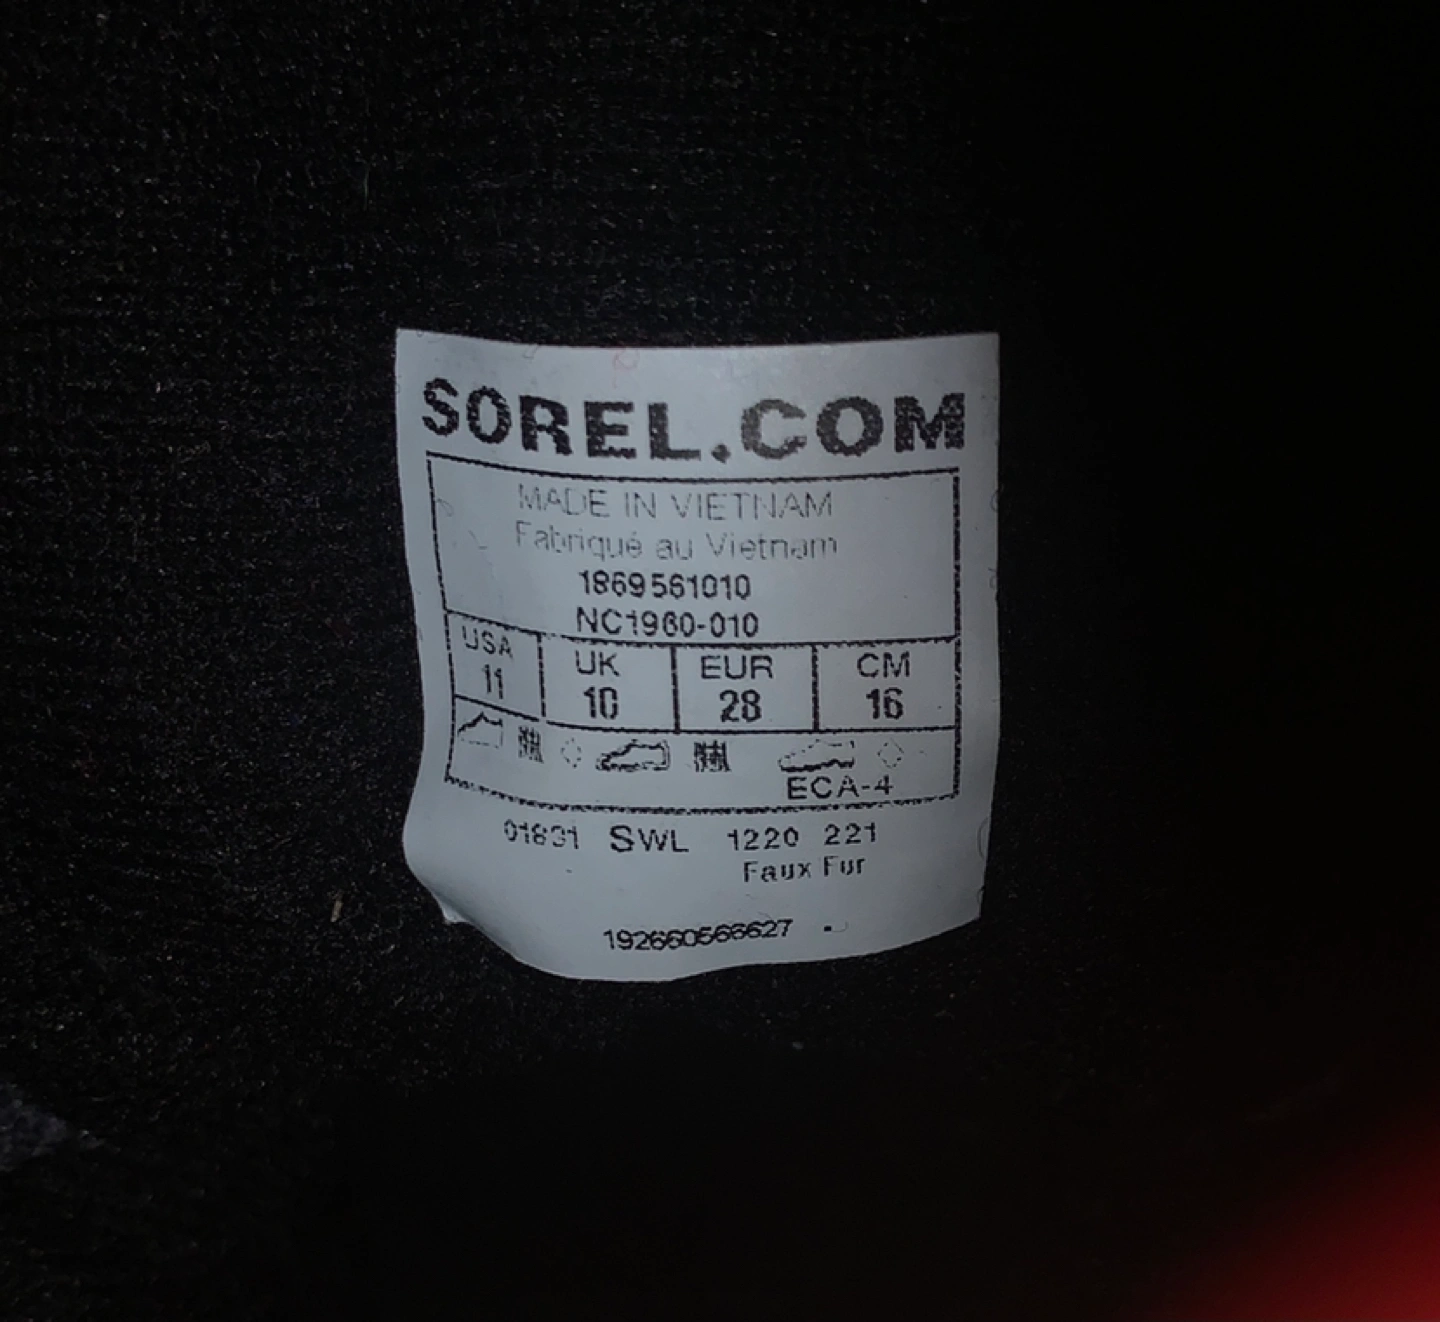 SOREL.COM
MADE IN VIETNAM
Fabriqué au Vietnam
1869561010
NC1960-010
USA UK EUR CM
11 10 28 16
ECA-4
01831 SWL 1220 221
Faux Fur
192660566627